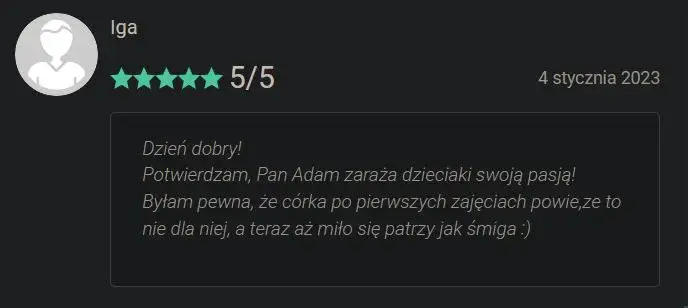 Iga
5/5
4 stycznia 2023
Dzień dobry!
Potwierdzam, Pan Adam zaraża dzieciaki swoją pasją!
Byłam pewna, że córka po pierwszych zajęciach powie,ze to
nie dla niej, a teraz aż miło się patrzy jak śmiga :)